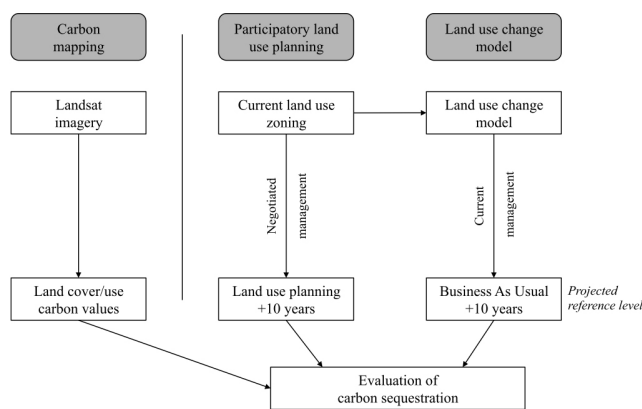 Carbon
mapping
Participatory land
use planning
Land use change
model
Landsat
imagery
Current land use
zoning
Land use change
model
Negotiated
management
Current
management
Land cover/use
carbon values
Land use planning
+10 years
Business As Usual
+10 years
Projected
reference level
Evaluation of
carbon sequestration